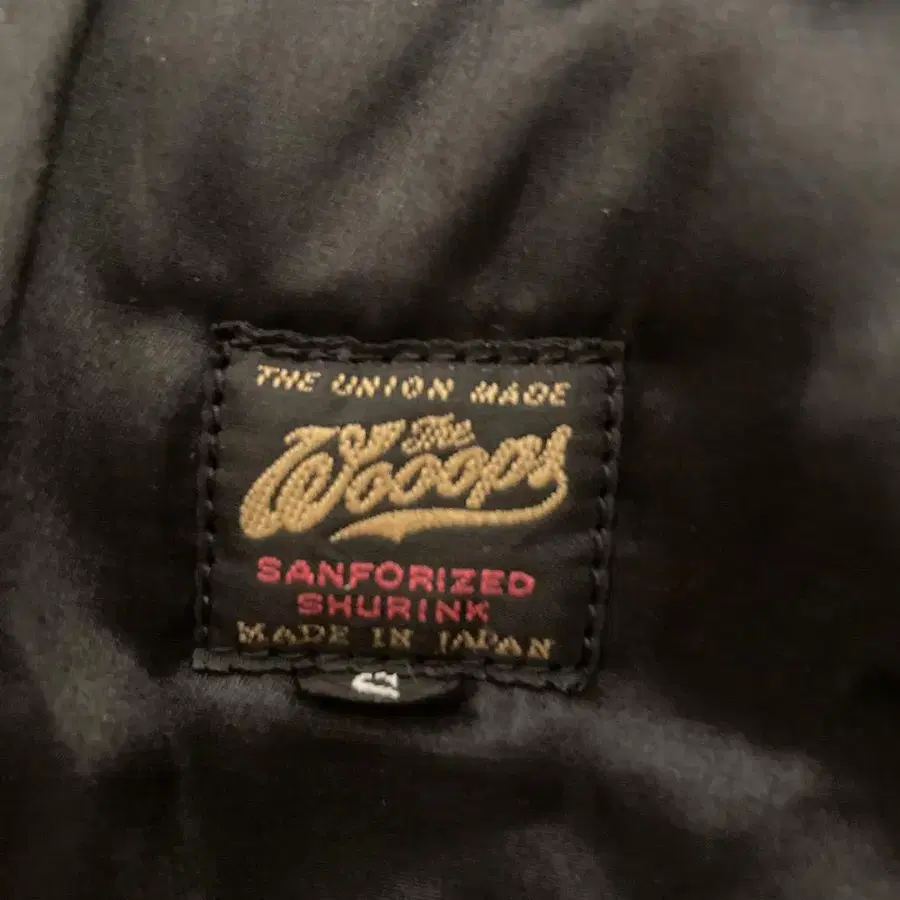 THE UNION MADE
The
Wooops
SANFORIZED
SHURINK
MADE IN JAPAN